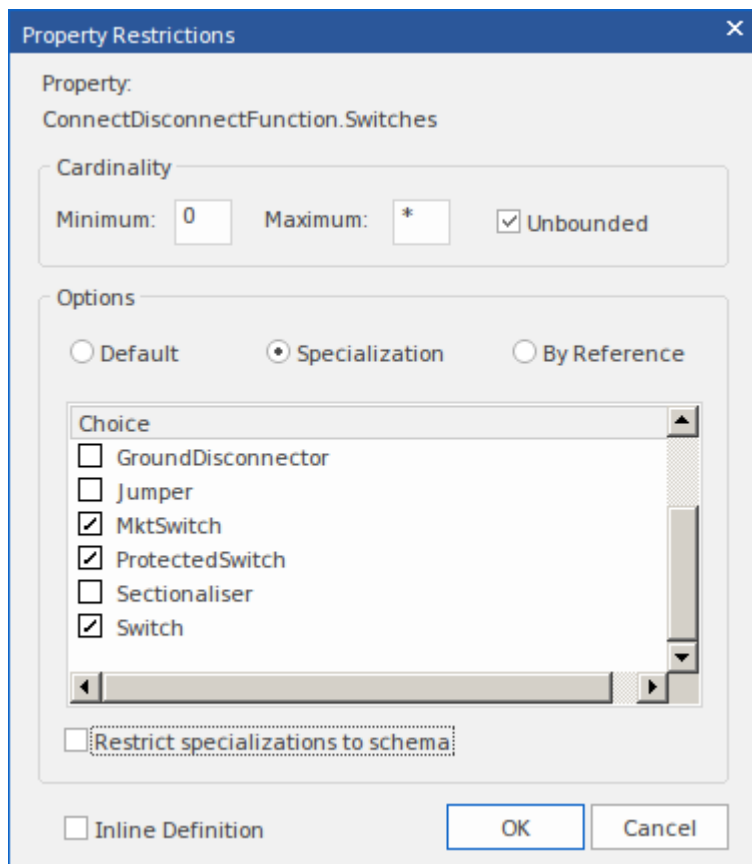 Property Restrictions
Property:
ConnectDisconnectFunction.Switches
Cardinality
Minimum: 0 Maximum: * Unbounded
Options
Default Specialization By Reference
Choice
GroundDisconnector
Jumper
MktSwitch
ProtectedSwitch
Sectionaliser
Switch
Restrict specializations to schema
Inline Definition OK Cancel